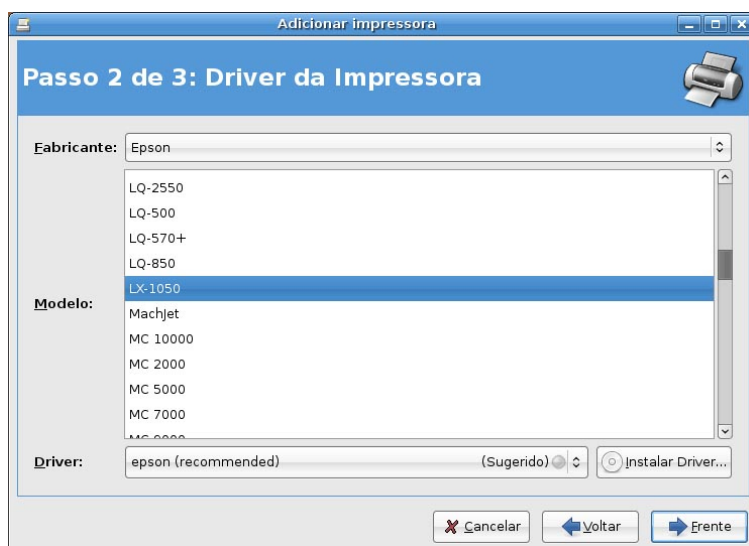 Adicionar impressora
Passo 2 de 3: Driver da Impressora
Fabricante: Epson
LQ-2550
LQ-500
LQ-570+
LQ-850
LX-1050
Modelo:
MachJet
MC 10000
MC 2000
MC 5000
MC 7000
MC 9000
Driver: epson (recommended) (Sugerido) Instalar Driver...
Cancelar Voltar Frente